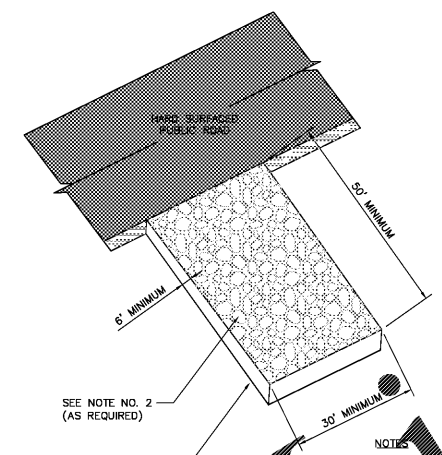 HARD SURFACED
PUBLIC ROAD
50' MINIMUM
6' MINIMUM
SEE NOTE NO. 2
(AS REQUIRED)
30' MINIMUM
NOTES